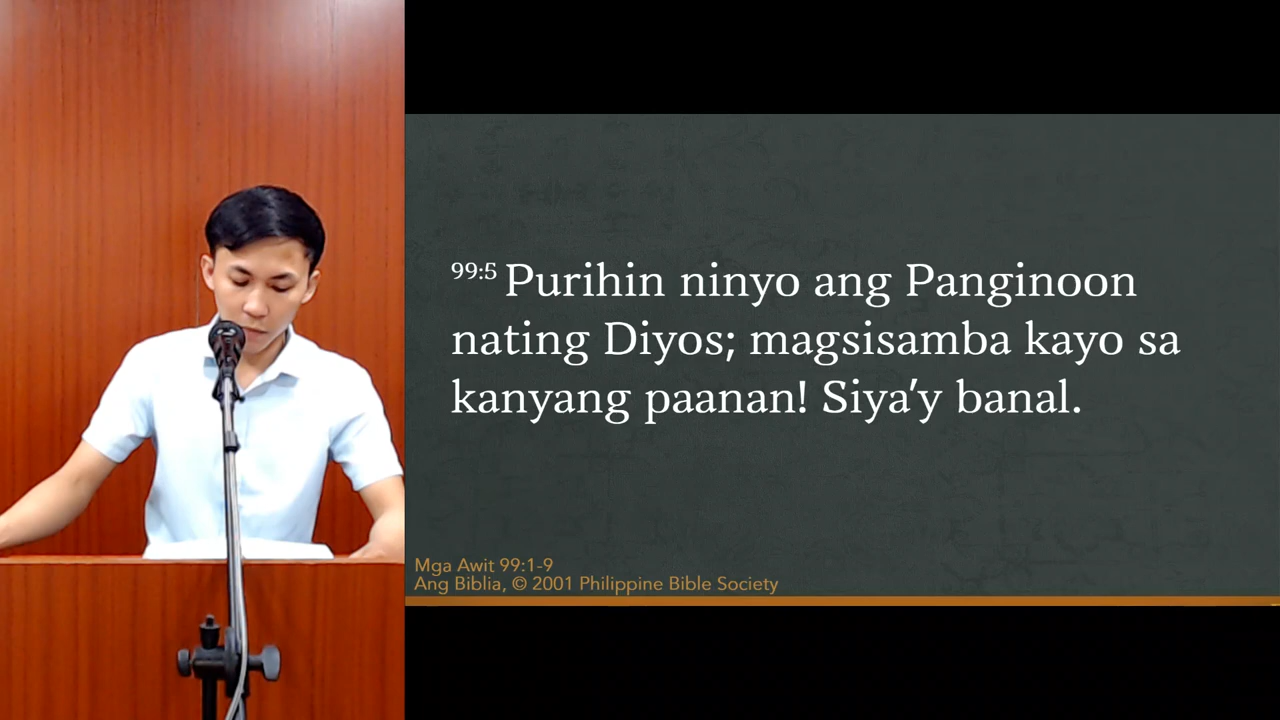 99:5 Purihin ninyo ang Panginoon
nating Diyos; magsisamba kayo sa
kanyang paanan! Siya'y banal.
Mga Awit 99:1-9
Ang Biblia, © 2001 Philippine Bible Society